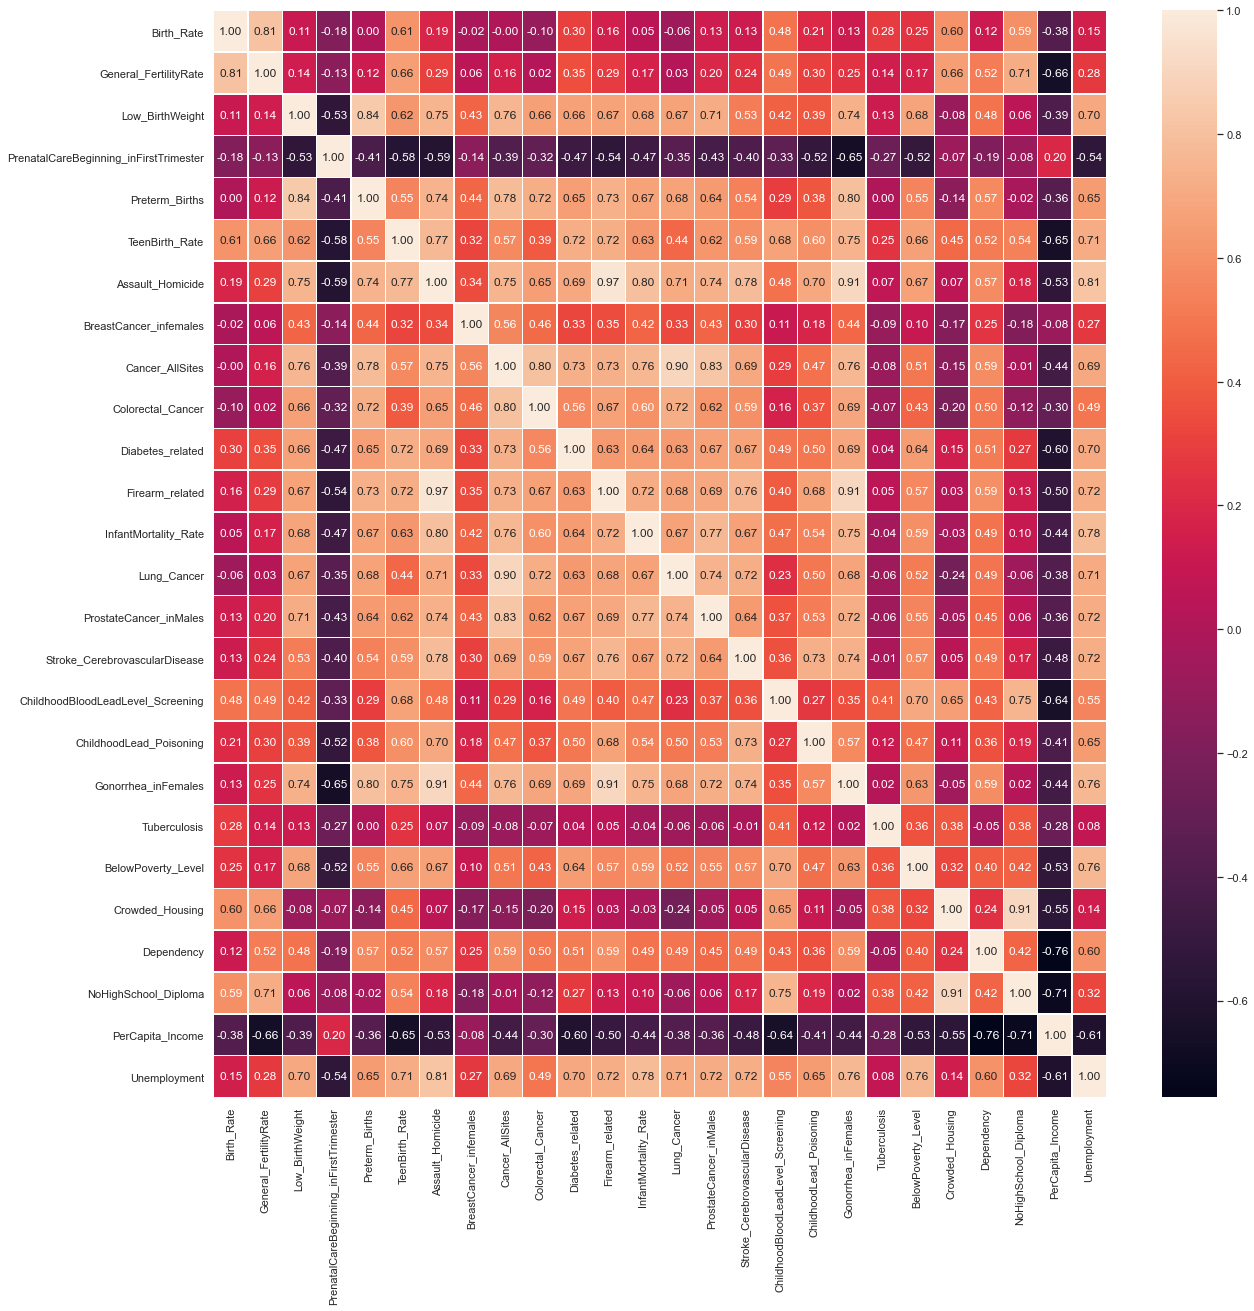 Birth_Rate 1.00 0.81 0.11 -0.18 0.00 0.61 0.19 -0.02 -0.00 -0.10 0.30 0.16 0.05 -0.06 0.13 0.13 0.48 0.21 0.13 0.28 0.25 0.60 0.12 0.59 -0.38 0.15
General_FertilityRate 0.81 1.00 0.14 -0.13 0.12 0.66 0.29 0.06 0.16 0.02 0.35 0.29 0.17 0.03 0.20 0.24 0.49 0.30 0.25 0.14 0.17 0.66 0.52 0.71 -0.66 0.28
Low_BirthWeight 0.11 0.14 1.00 -0.53 0.84 0.62 0.75 0.43 0.76 0.66 0.66 0.67 0.68 0.67 0.71 0.53 0.42 0.39 0.74 0.13 0.68 -0.08 0.48 0.06 -0.39 0.70
PrenatalCareBeginning_inFirstTrimester -0.18 -0.13 -0.53 1.00 -0.41 -0.58 -0.59 -0.14 -0.39 -0.32 -0.47 -0.54 -0.47 -0.35 -0.43 -0.40 -0.33 -0.52 -0.65 -0.27 -0.52 -0.07 -0.19 -0.08 0.20 -0.54
Preterm_Births 0.00 0.12 0.84 -0.41 1.00 0.55 0.74 0.44 0.78 0.72 0.65 0.73 0.67 0.68 0.64 0.54 0.29 0.38 0.80 0.00 0.55 -0.14 0.57 -0.02 -0.36 0.65
TeenBirth_Rate 0.61 0.66 0.62 -0.58 0.55 1.00 0.77 0.32 0.57 0.39 0.72 0.72 0.63 0.44 0.62 0.59 0.68 0.60 0.75 0.25 0.66 0.45 0.52 0.54 -0.65 0.71
Assault_Homicide 0.19 0.29 0.75 -0.59 0.74 0.77 1.00 0.34 0.75 0.65 0.69 0.97 0.80 0.71 0.74 0.78 0.48 0.70 0.91 0.07 0.67 0.07 0.57 0.18 -0.53 0.81
BreastCancer_infemales -0.02 0.06 0.43 -0.14 0.44 0.32 0.34 1.00 0.56 0.46 0.33 0.35 0.42 0.33 0.43 0.30 0.11 0.18 0.44 -0.09 0.10 -0.17 0.25 -0.18 -0.08 0.27
Cancer_AllSites -0.00 0.16 0.76 -0.39 0.78 0.57 0.75 0.56 1.00 0.80 0.73 0.73 0.76 0.90 0.83 0.69 0.29 0.47 0.76 -0.08 0.51 -0.15 0.59 -0.01 -0.44 0.69
Colorectal_Cancer -0.10 0.02 0.66 -0.32 0.72 0.39 0.65 0.46 0.80 1.00 0.56 0.67 0.60 0.72 0.62 0.59 0.16 0.37 0.69 -0.07 0.43 -0.20 0.50 -0.12 -0.30 0.49
Diabetes_related 0.30 0.35 0.66 -0.47 0.65 0.72 0.69 0.33 0.73 0.56 1.00 0.63 0.64 0.63 0.67 0.67 0.49 0.50 0.69 0.04 0.64 0.15 0.51 0.27 -0.60 0.70
Firearm_related 0.16 0.29 0.67 -0.54 0.73 0.72 0.97 0.35 0.73 0.67 0.63 1.00 0.72 0.68 0.69 0.76 0.40 0.68 0.91 0.05 0.57 0.03 0.59 0.13 -0.50 0.72
InfantMortality_Rate 0.05 0.17 0.68 -0.47 0.67 0.63 0.80 0.42 0.76 0.60 0.64 0.72 1.00 0.67 0.77 0.67 0.47 0.54 0.75 -0.04 0.59 -0.03 0.49 0.10 -0.44 0.78
Lung_Cancer -0.06 0.03 0.67 -0.35 0.68 0.44 0.71 0.33 0.90 0.72 0.63 0.68 0.67 1.00 0.74 0.72 0.23 0.50 0.68 -0.06 0.52 -0.24 0.49 -0.06 -0.38 0.71
ProstateCancer_inMales 0.13 0.20 0.71 -0.43 0.64 0.62 0.74 0.43 0.83 0.62 0.67 0.69 0.77 0.74 1.00 0.64 0.37 0.53 0.72 -0.06 0.55 -0.05 0.45 0.06 -0.36 0.72
Stroke_CerebrovascularDisease 0.13 0.24 0.53 -0.40 0.54 0.59 0.78 0.30 0.69 0.59 0.67 0.76 0.67 0.72 0.64 1.00 0.36 0.73 0.74 -0.01 0.57 0.05 0.49 0.17 -0.48 0.72
ChildhoodBloodLeadLevel_Screening 0.48 0.49 0.42 -0.33 0.29 0.68 0.48 0.11 0.29 0.16 0.49 0.40 0.47 0.23 0.37 0.36 1.00 0.27 0.35 0.41 0.70 0.65 0.43 0.75 -0.64 0.55
ChildhoodLead_Poisoning 0.21 0.30 0.39 -0.52 0.38 0.60 0.70 0.18 0.47 0.37 0.50 0.68 0.54 0.50 0.53 0.73 0.27 1.00 0.57 0.12 0.47 0.11 0.36 0.19 -0.41 0.65
Gonorrhea_inFemales 0.13 0.25 0.74 -0.65 0.80 0.75 0.91 0.44 0.76 0.69 0.69 0.91 0.75 0.68 0.72 0.74 0.35 0.57 1.00 0.02 0.63 -0.05 0.59 0.02 -0.44 0.76
Tuberculosis 0.28 0.14 0.13 -0.27 0.00 0.25 0.07 -0.09 -0.08 -0.07 0.04 0.05 -0.04 -0.06 -0.06 -0.01 0.41 0.12 0.02 1.00 0.36 0.38 -0.05 0.38 -0.28 0.08
BelowPoverty_Level 0.25 0.17 0.68 -0.52 0.55 0.66 0.67 0.10 0.51 0.43 0.64 0.57 0.59 0.52 0.55 0.57 0.70 0.47 0.63 0.36 1.00 0.32 0.40 0.42 -0.53 0.76
Crowded_Housing 0.60 0.66 -0.08 -0.07 -0.14 0.45 0.07 -0.17 -0.15 -0.20 0.15 0.03 -0.03 -0.24 -0.05 0.05 0.65 0.11 -0.05 0.38 0.32 1.00 0.24 0.91 -0.55 0.14
Dependency 0.12 0.52 0.48 -0.19 0.57 0.52 0.57 0.25 0.59 0.50 0.51 0.59 0.49 0.49 0.45 0.49 0.43 0.36 0.59 -0.05 0.40 0.24 1.00 0.42 -0.76 0.60
NoHighSchool_Diploma 0.59 0.71 0.06 -0.08 -0.02 0.54 0.18 -0.18 -0.01 -0.12 0.27 0.13 0.10 -0.06 0.06 0.17 0.75 0.19 0.02 0.38 0.42 0.91 0.42 1.00 -0.71 0.32
PerCapita_Income -0.38 -0.66 -0.39 0.20 -0.36 -0.65 -0.53 -0.08 -0.44 -0.30 -0.60 -0.50 -0.44 -0.38 -0.36 -0.48 -0.64 -0.41 -0.44 -0.28 -0.53 -0.55 -0.76 -0.71 1.00 -0.61
Unemployment 0.15 0.28 0.70 -0.54 0.65 0.71 0.81 0.27 0.69 0.49 0.70 0.72 0.78 0.71 0.72 0.72 0.55 0.65 0.76 0.08 0.76 0.14 0.60 0.32 -0.61 1.00
Birth_Rate
General_FertilityRate
Low_BirthWeight
PrenatalCareBeginning_inFirstTrimester
Preterm_Births
TeenBirth_Rate
Assault_Homicide
BreastCancer_infemales
Cancer_AllSites
Colorectal_Cancer
Diabetes_related
Firearm_related
InfantMortality_Rate
Lung_Cancer
ProstateCancer_inMales
Stroke_CerebrovascularDisease
ChildhoodBloodLeadLevel_Screening
ChildhoodLead_Poisoning
Gonorrhea_inFemales
Tuberculosis
BelowPoverty_Level
Crowded_Housing
Dependency
NoHighSchool_Diploma
PerCapita_Income
Unemployment
1.0
0.8
0.6
0.4
0.2
0.0
−0.2
−0.4
−0.6